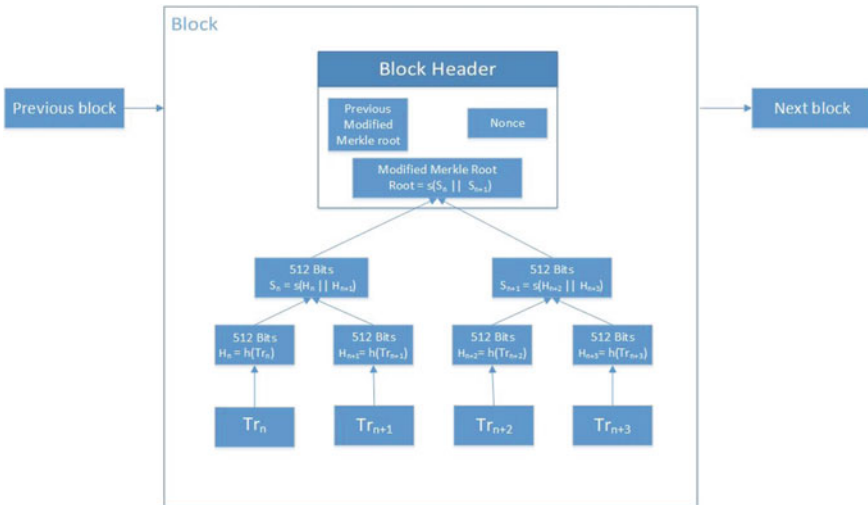 Block
Block Header
Previous block
Previous
Modified
Merkle root
Nonce
Next block
Modified Merkle Root
Root = s(Sₙ || Sₙ₊₁)
512 Bits
Sₙ = s(Hₙ || Hₙ₊₁)
512 Bits
Sₙ₊₁ = s(Hₙ₊₂ || Hₙ₊₃)
512 Bits
Hₙ = h(Trₙ)
512 Bits
Hₙ₊₁= h(Trₙ₊₁)
512 Bits
Hₙ₊₂= h(Trₙ₊₂)
512 Bits
Hₙ₊₃= h(Trₙ₊₃)
Trₙ
Trₙ₊₁
Trₙ₊₂
Trₙ₊₃